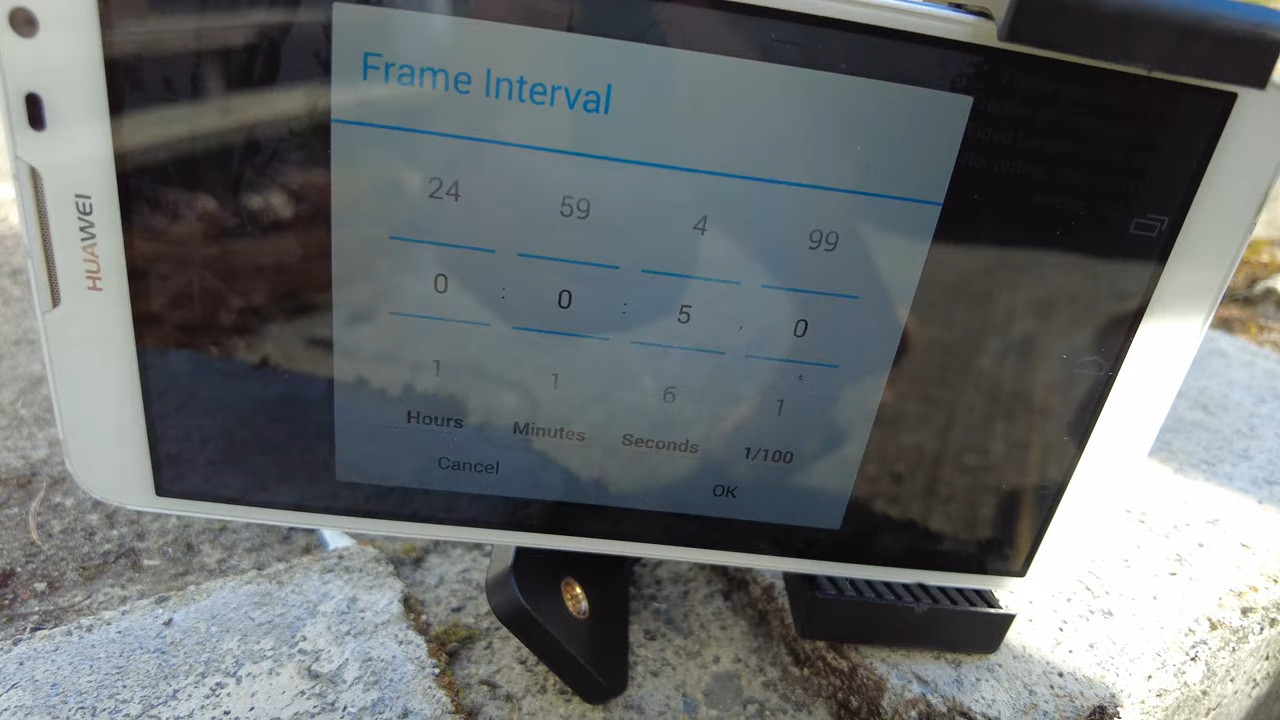 Frame Interval
24 59 4 99
0 : 0 : 5 , 0
1 1 6 1
Hours Minutes Seconds 1/100
Cancel OK
HUAWEI